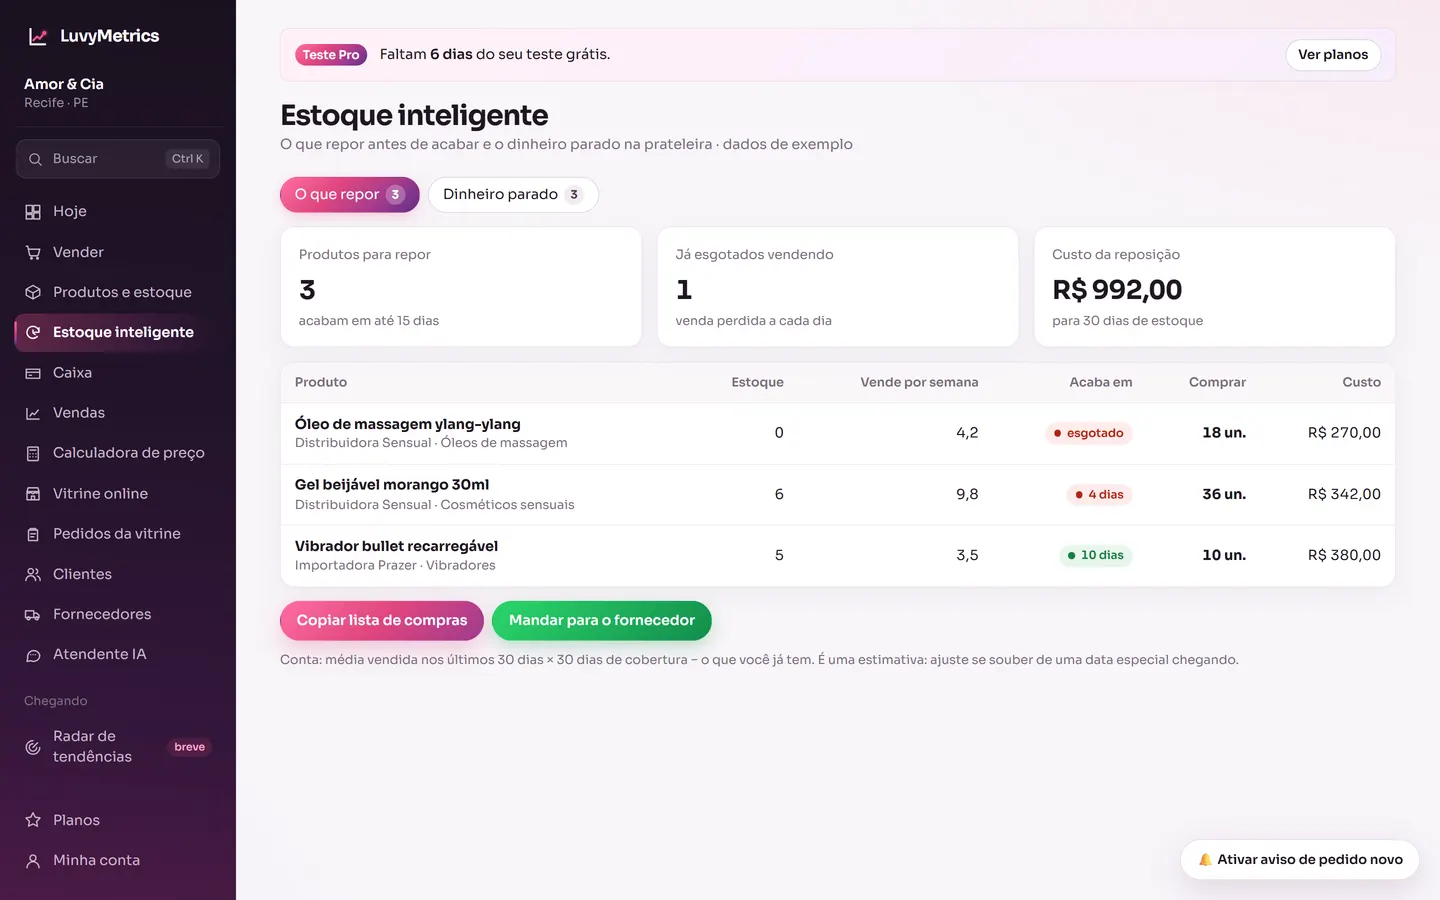 LuvyMetrics
Amor & Cia
Recife · PE
Buscar Ctrl K
Hoje
Vender
Produtos e estoque
Estoque inteligente
Caixa
Vendas
Calculadora de preço
Vitrine online
Pedidos da vitrine
Clientes
Fornecedores
Atendente IA
Chegando
Radar de
tendências
breve
Planos
Minha conta
Teste Pro Faltam 6 dias do seu teste grátis. Ver planos
Estoque inteligente
O que repor antes de acabar e o dinheiro parado na prateleira · dados de exemplo
O que repor 3 Dinheiro parado 3
Produtos para repor
3
acabam em até 15 dias
Já esgotados vendendo
1
venda perdida a cada dia
Custo da reposição
R$ 992,00
para 30 dias de estoque
Produto Estoque Vende por semana Acaba em Comprar Custo
Óleo de massagem ylang-ylang
Distribuidora Sensual · Óleos de massagem
0 4,2 esgotado 18 un. R$ 270,00
Gel beijável morango 30ml
Distribuidora Sensual · Cosméticos sensuais
6 9,8 4 dias 36 un. R$ 342,00
Vibrador bullet recarregável
Importadora Prazer · Vibradores
5 3,5 10 dias 10 un. R$ 380,00
Copiar lista de compras Mandar para o fornecedor
Conta: média vendida nos últimos 30 dias × 30 dias de cobertura − o que você já tem. É uma estimativa: ajuste se souber de uma data especial chegando.
Ativar aviso de pedido novo